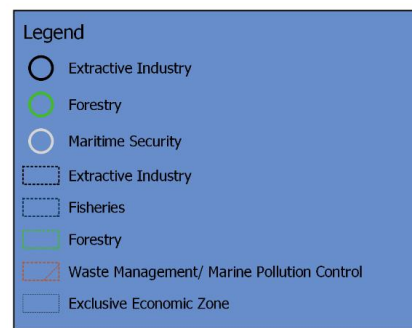 Legend
Extractive Industry
Forestry
Maritime Security
Extractive Industry
Fisheries
Forestry
Waste Management/ Marine Pollution Control
Exclusive Economic Zone